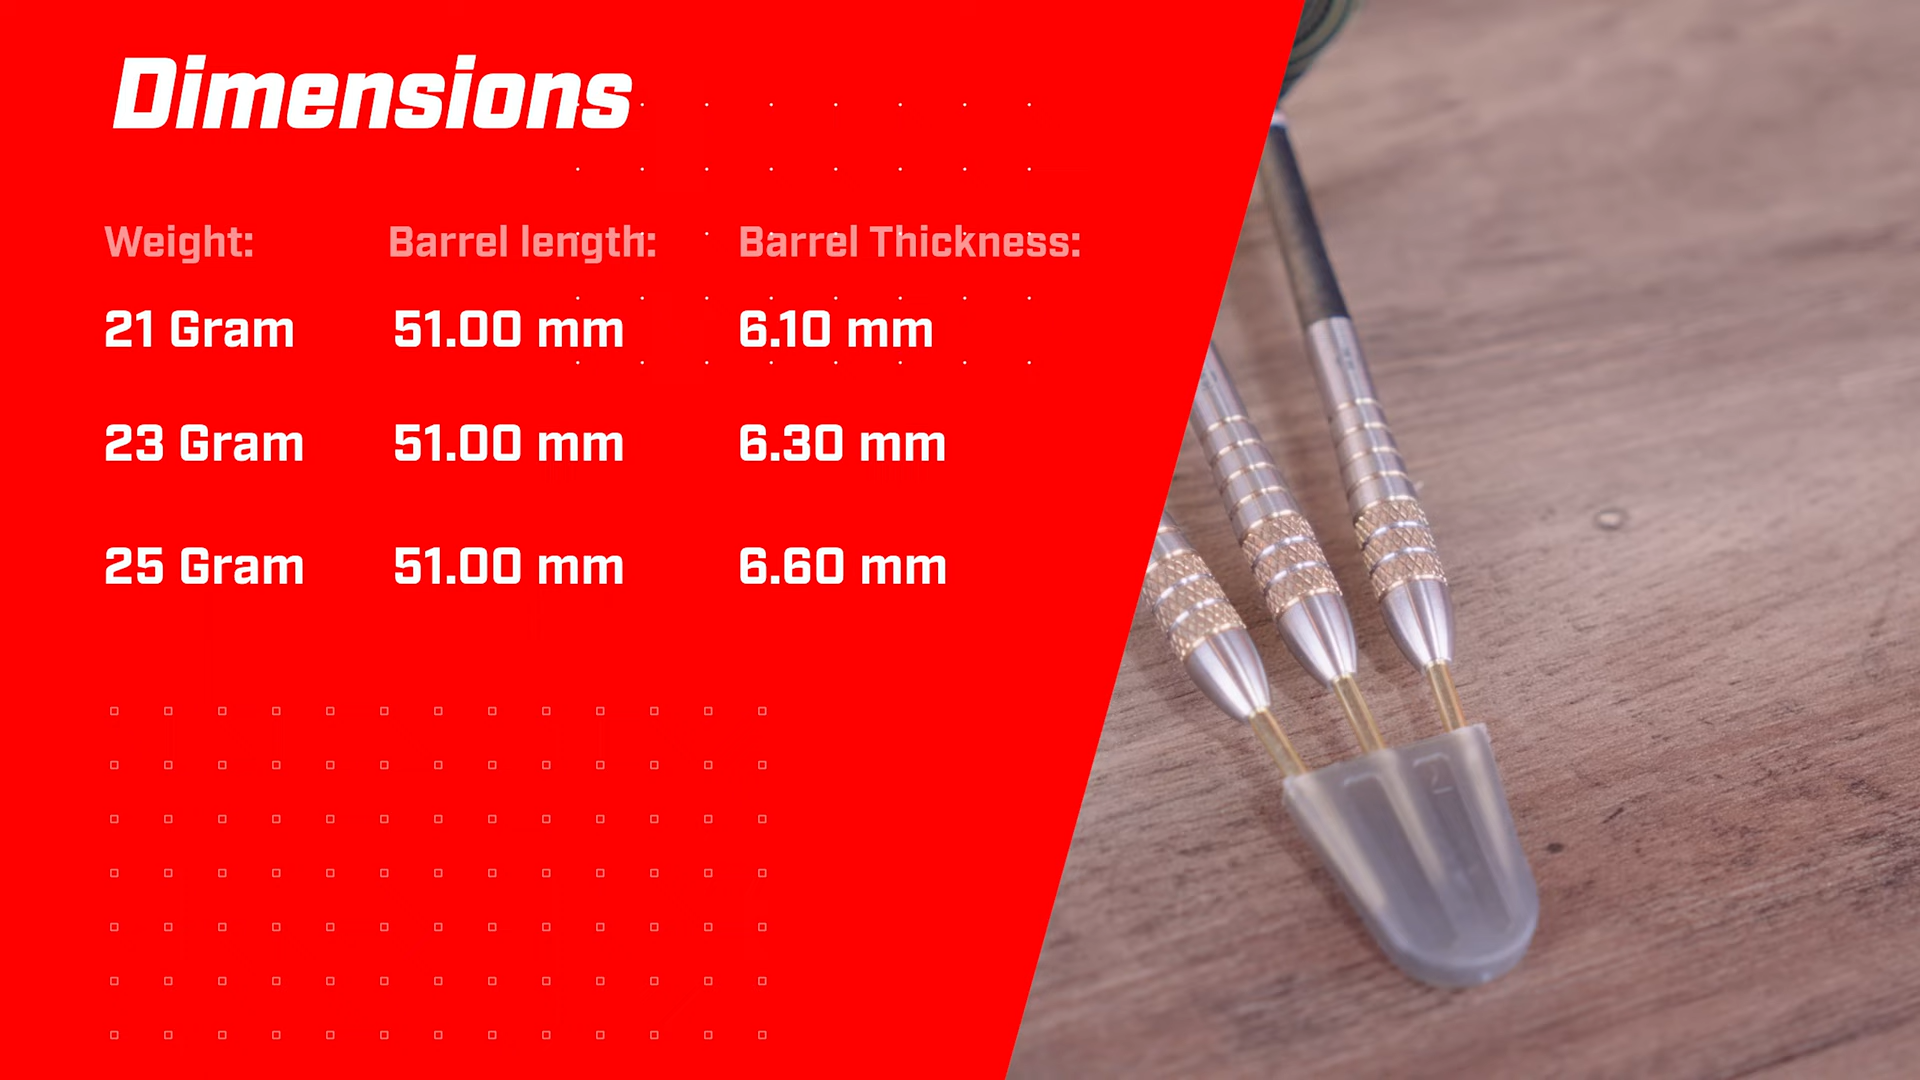 Dimensions
Weight: Barrel length: Barrel Thickness:
21 Gram 51.00 mm 6.10 mm
23 Gram 51.00 mm 6.30 mm
25 Gram 51.00 mm 6.60 mm
2